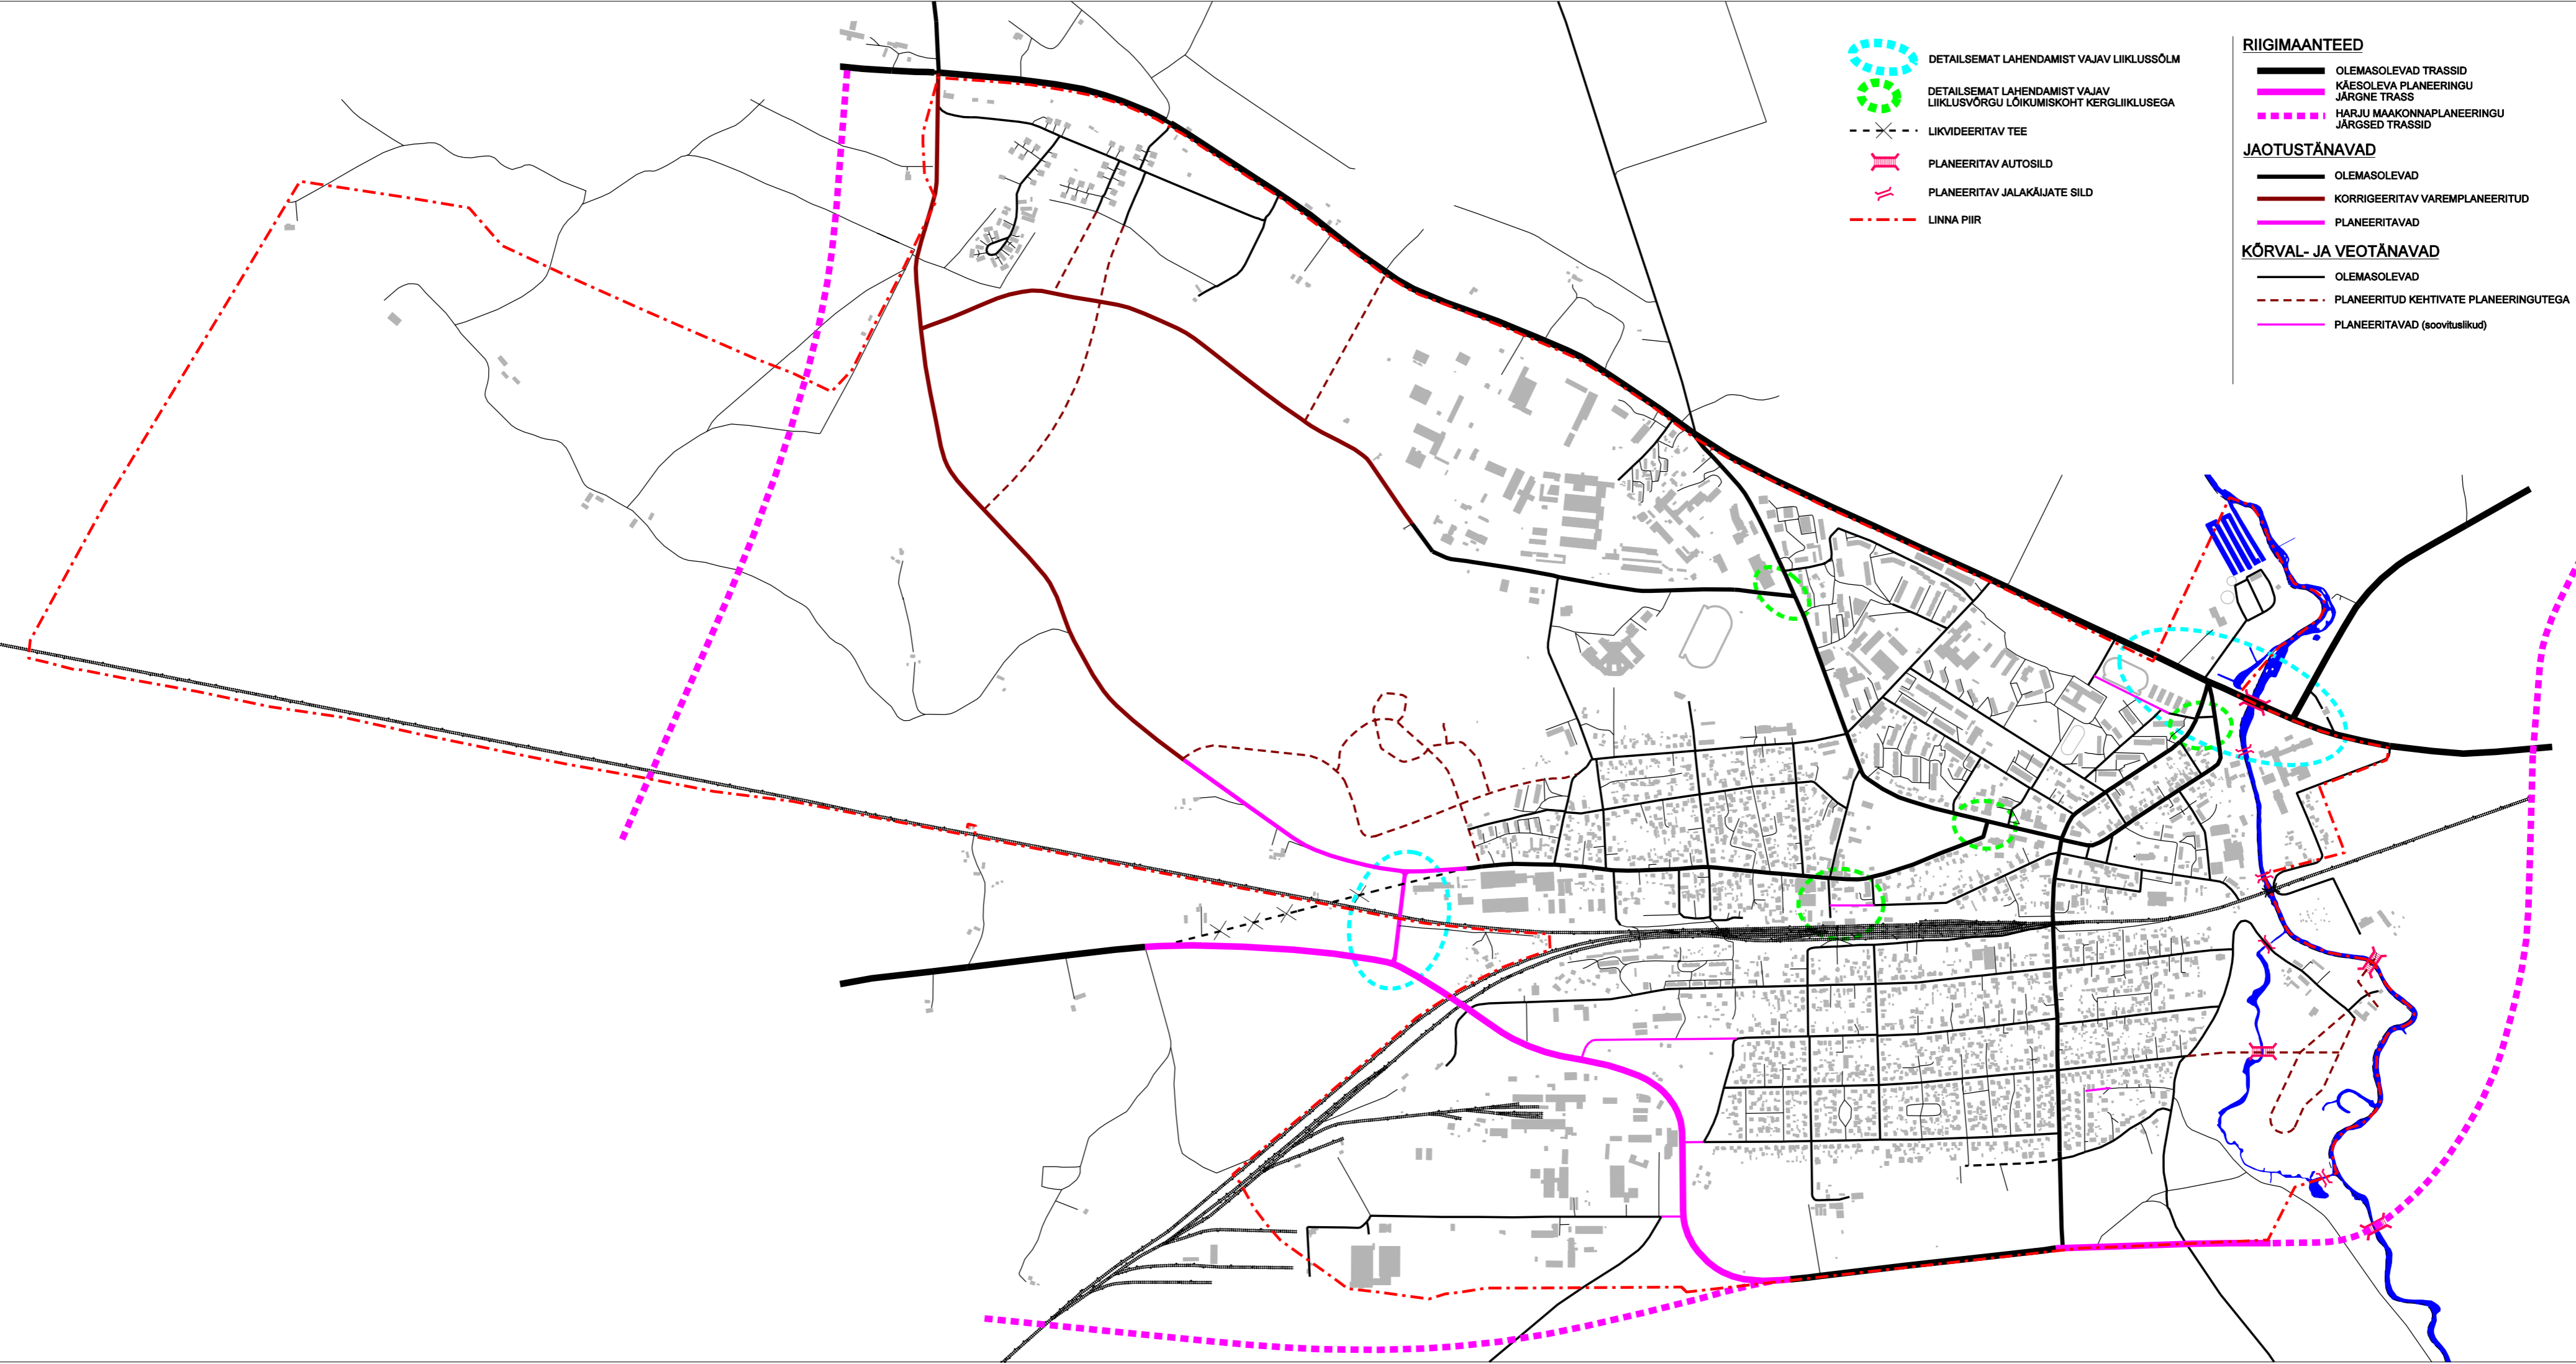 DETAILSEMAT LAHENDAMIST VAJAV LIIKLUSSÕLM
DETAILSEMAT LAHENDAMIST VAJAV
LIIKLUSVÕRGU LÕIKUMISKOHT KERGLIIKLUSEGA
LIKVIDEERITAV TEE
PLANEERITAV AUTOSILD
PLANEERITAV JALAKÄIJATE SILD
LINNA PIIR
RIIGIMAANTEED
OLEMASOLEVAD TRASSID
KÄESOLEVA PLANEERINGU
JÄRGNE TRASS
HARJU MAAKONNAPLANEERINGU
JÄRGSED TRASSID
JAOTUSTÄNAVAD
OLEMASOLEVAD
KORRIGEERITAV VAREMPLANEERITUD
PLANEERITAVAD
KÕRVAL- JA VEOTÄNAVAD
OLEMASOLEVAD
PLANEERITUD KEHTIVATE PLANEERINGUTEGA
PLANEERITAVAD (soovituslikud)